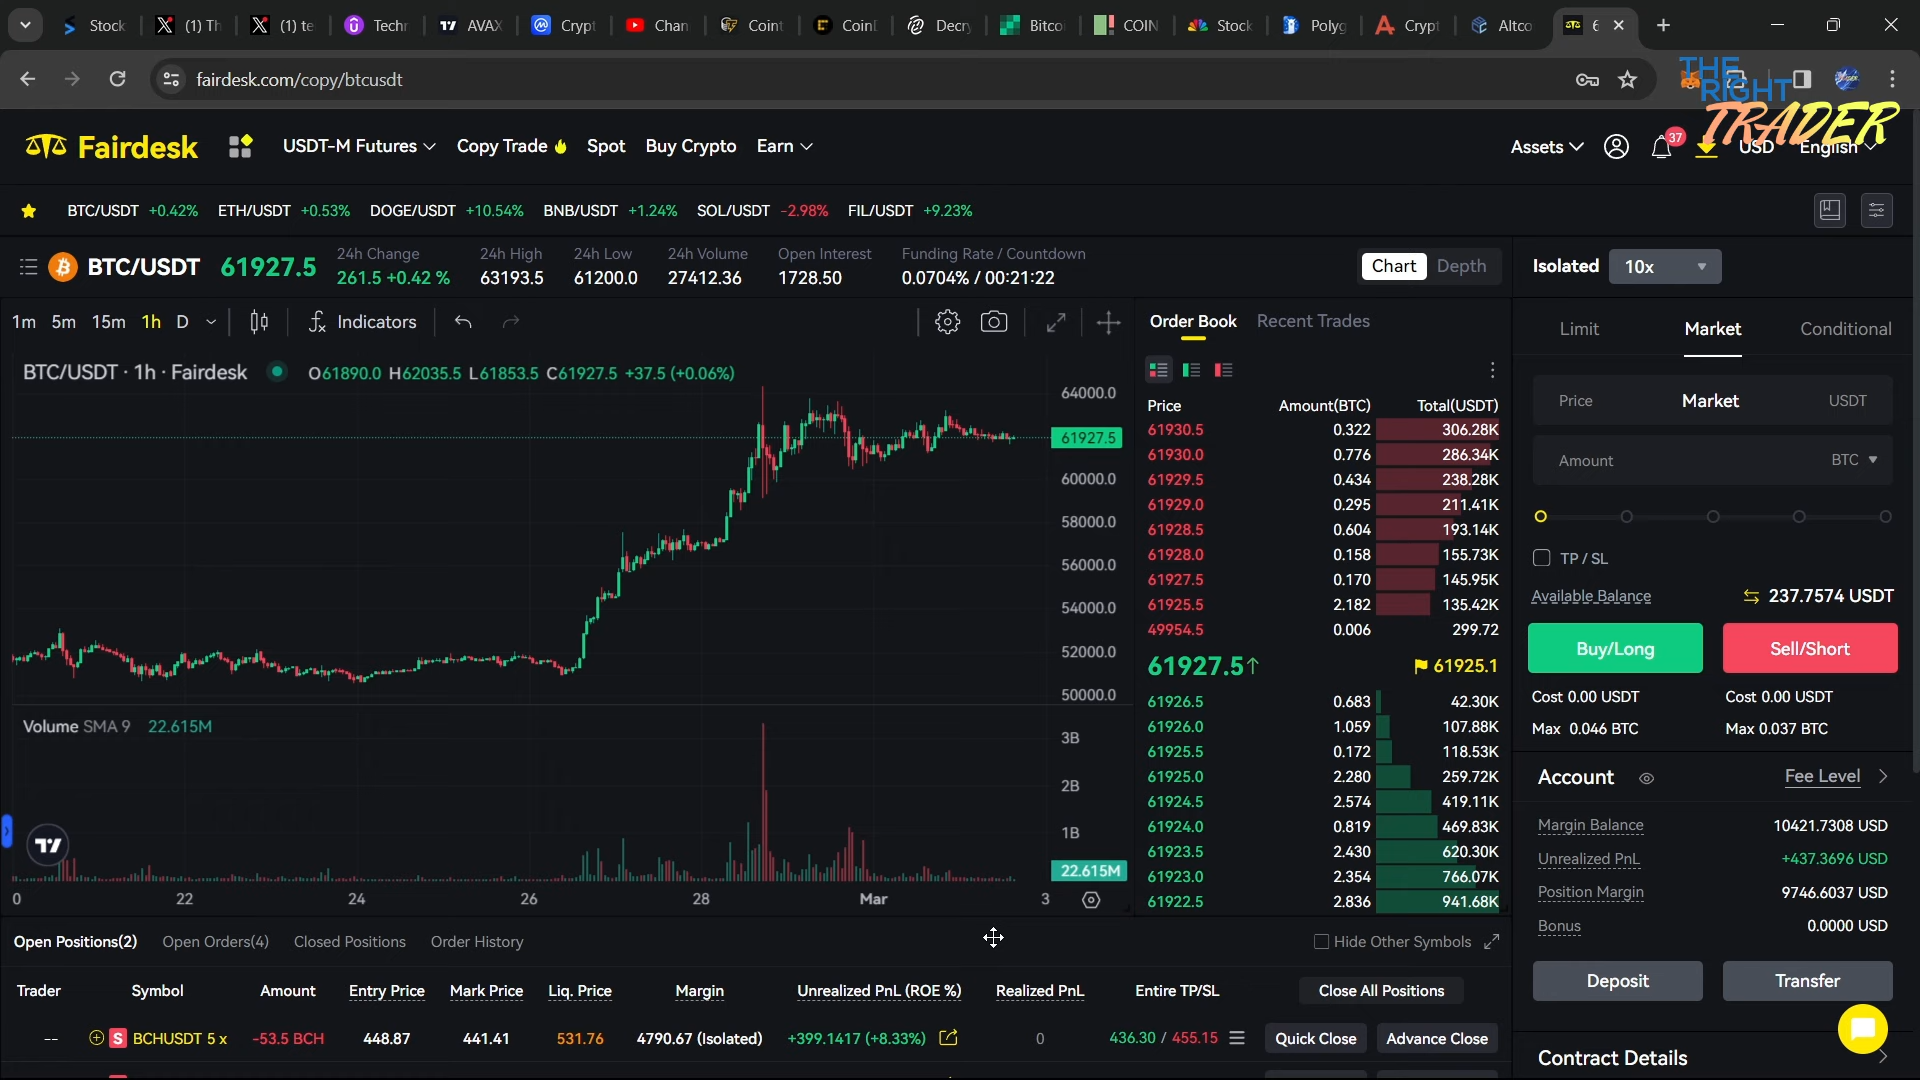 Stock
(1) Th
(1) te
Techr
AVAX
Crypt
Chan
Coint
CoinD
Decry
Bitco
COIN
Stock
Polyg
Crypt
Altco
6
fairdesk.com/copy/btcusdt
THE
RIGHT
TRADER
Fairdesk
USDT-M Futures
Copy Trade
Spot
Buy Crypto
Earn
Assets
37
USD
English
BTC/USDT +0.42%
ETH/USDT +0.53%
DOGE/USDT +10.54%
BNB/USDT +1.24%
SOL/USDT -2.98%
FIL/USDT +9.23%
BTC/USDT
61927.5
24h Change
261.5 +0.42 %
24h High
63193.5
24h Low
61200.0
24h Volume
27412.36
Open Interest
1728.50
Funding Rate / Countdown
0.0704% / 00:21:22
Chart
Depth
Isolated
10x
1m 5m 15m 1h D
Indicators
BTC/USDT · 1h · Fairdesk
O61890.0 H62035.5 L61853.5 C61927.5 +37.5 (+0.06%)
64000.0
61927.5
60000.0
58000.0
56000.0
54000.0
52000.0
50000.0
Volume SMA 9 22.615M
3B
2B
1B
22.615M
0 22 24 26 28 Mar 3
Order Book
Recent Trades
Price Amount(BTC) Total(USDT)
61930.5 0.322 306.28K
61930.0 0.776 286.34K
61929.5 0.434 238.28K
61929.0 0.295 211.41K
61928.5 0.604 193.14K
61928.0 0.158 155.73K
61927.5 0.170 145.95K
61925.5 2.182 135.42K
49954.5 0.006 299.72
61927.5↑ 61925.1
61926.5 0.683 42.30K
61926.0 1.059 107.88K
61925.5 0.172 118.53K
61925.0 2.280 259.72K
61924.5 2.574 419.11K
61924.0 0.819 469.83K
61923.5 2.430 620.30K
61923.0 2.354 766.07K
61922.5 2.836 941.68K
Limit Market Conditional
Price Market USDT
Amount BTC
TP / SL
Available Balance 237.7574 USDT
Buy/Long Sell/Short
Cost 0.00 USDT Cost 0.00 USDT
Max 0.046 BTC Max 0.037 BTC
Account Fee Level
Margin Balance 10421.7308 USD
Unrealized PnL +437.3696 USD
Position Margin 9746.6037 USD
Bonus 0.0000 USD
Deposit Transfer
Contract Details
Open Positions(2) Open Orders(4) Closed Positions Order History
Hide Other Symbols
Trader Symbol Amount Entry Price Mark Price Liq. Price Margin Unrealized PnL (ROE %) Realized PnL Entire TP/SL Close All Positions
-- S BCHUSDT 5 x -53.5 BCH 448.87 441.41 531.76 4790.67 (Isolated) +399.1417 (+8.33%) 0 436.30 / 455.15 Quick Close Advance Close